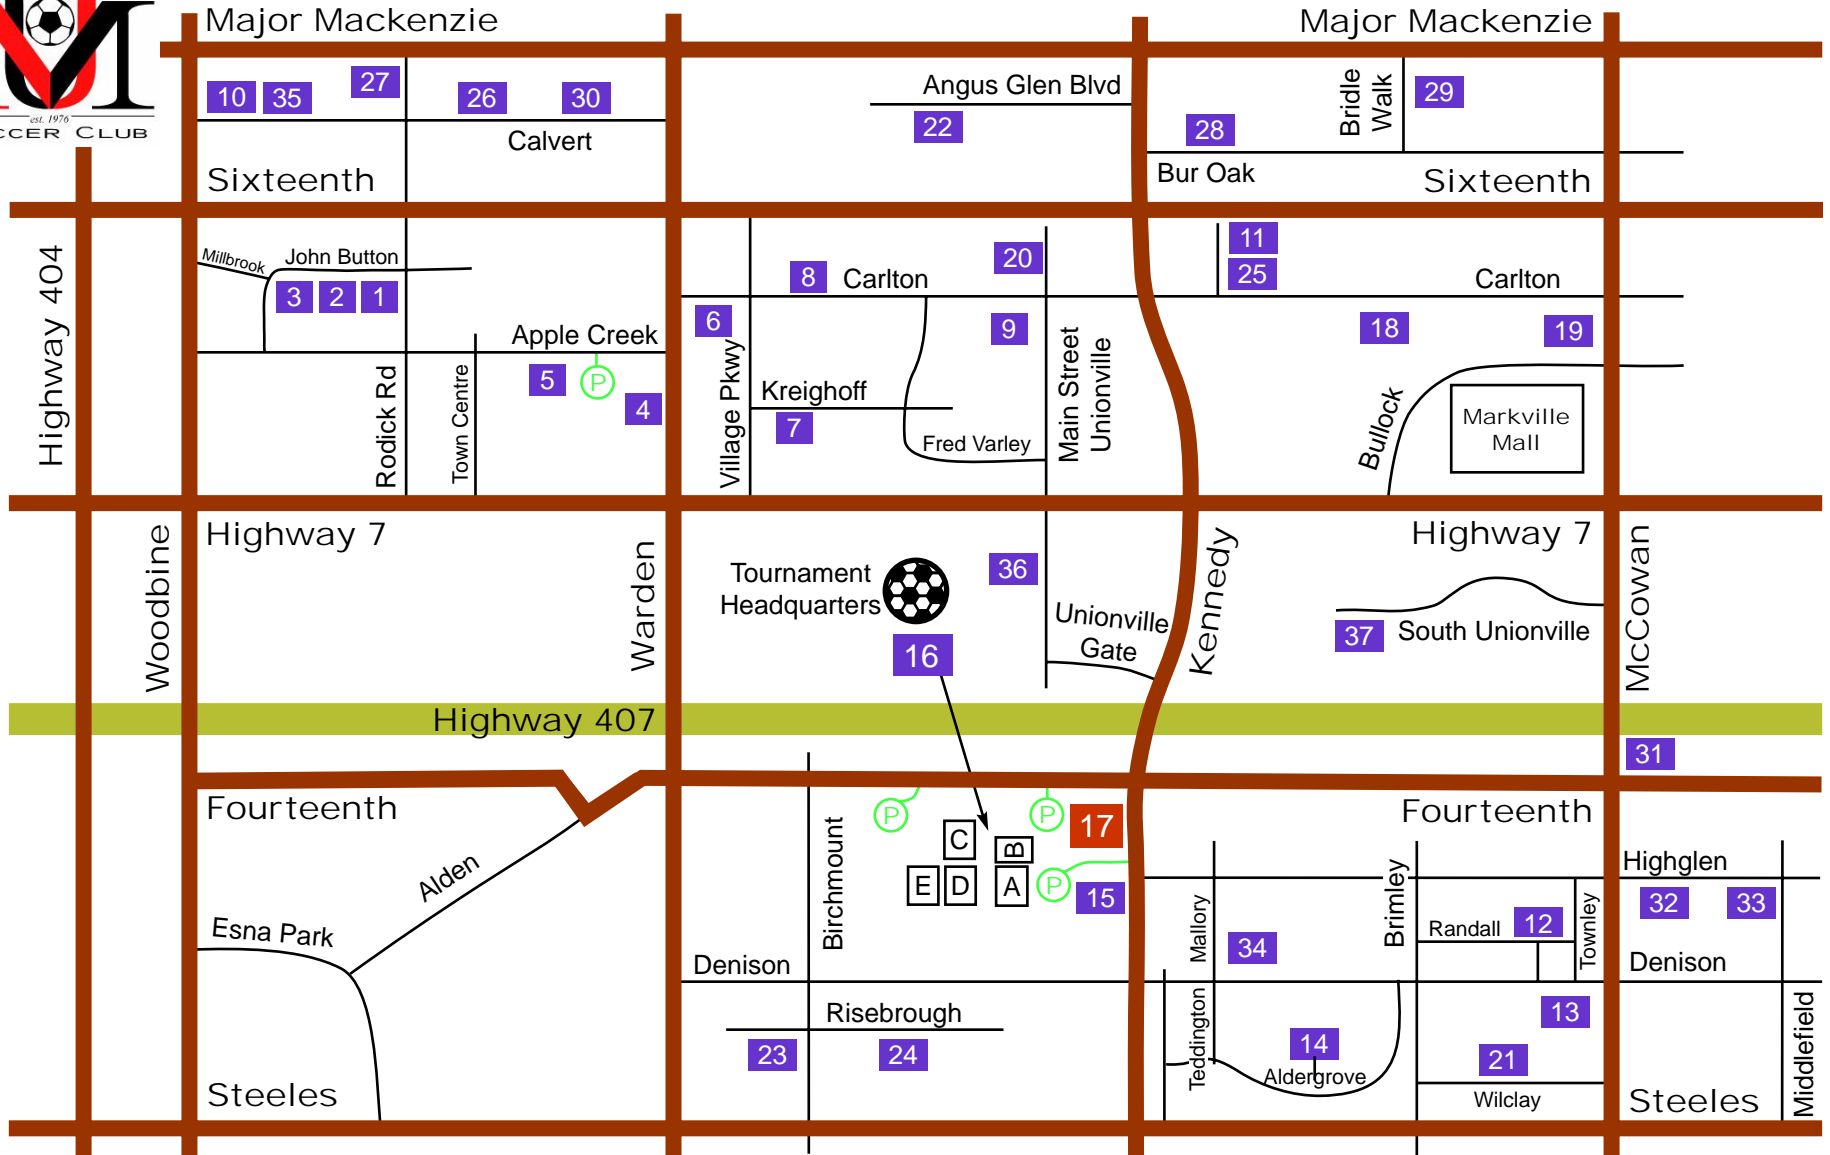 Major Mackenzie
Major Mackenzie
est. 1976
CCER CLUB
10
35
27
26
30
Calvert
Angus Glen Blvd
22
28
Bridle
Walk
29
Bur Oak
Sixteenth
Sixteenth
Highway 404
Millbrook
John Button
3
2
1
Apple Creek
Rodick Rd
Town Centre
5
P
4
6
Village Pkwy
8
Carlton
20
9
Kreighoff
7
Fred Varley
Main Street
Unionville
11
25
Carlton
18
19
Bullock
Markville
Mall
Woodbine
Highway 7
Warden
Tournament
Headquarters
16
36
Unionville
Gate
Kennedy
Highway 7
37
South Unionville
McCowan
Highway 407
31
Fourteenth
Fourteenth
Alden
Esna Park
Birchmount
P
P
17
C
B
E
D
A
P
15
Denison
Risebrough
23
24
Mallory
34
Teddington
14
Aldergrove
Brimley
Randall
12
Townley
13
21
Wilclay
Highglen
32
33
Denison
Middlefield
Steeles
Steeles